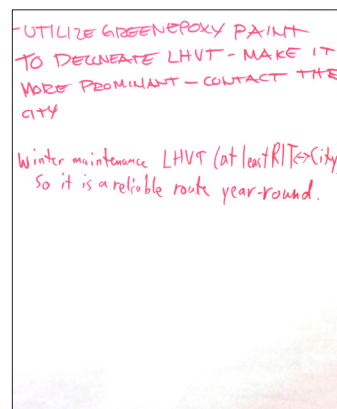 - UTILIZE GREEN EPOXY PAINT
TO DELINEATE LHVT - MAKE IT
MORE PROMINANT - CONTACT THE
CITY
Winter maintenance LHVT (at least RIT↔City)
So it is a reliable route year-round.